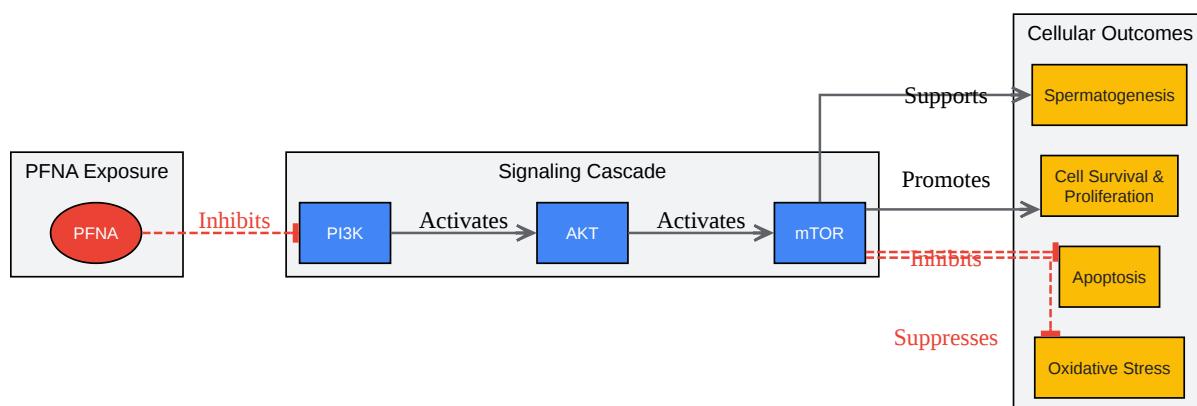 PFNA Exposure
PFNA
Inhibits
Signaling Cascade
PI3K
Activates
AKT
Activates
mTOR
Supports
Promotes
Inhibits
Suppresses
Cellular Outcomes
Spermatogenesis
Cell Survival &
Proliferation
Apoptosis
Oxidative Stress